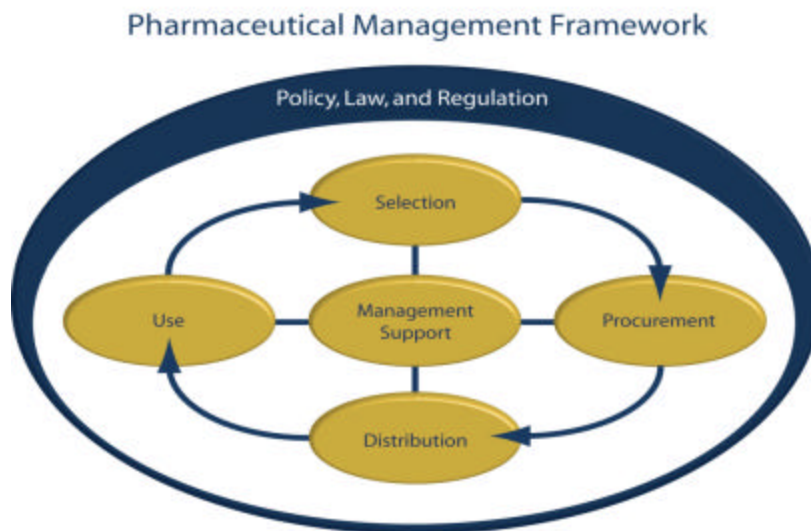 Pharmaceutical Management Framework
Policy, Law, and Regulation
Selection
Use
Management
Support
Procurement
Distribution